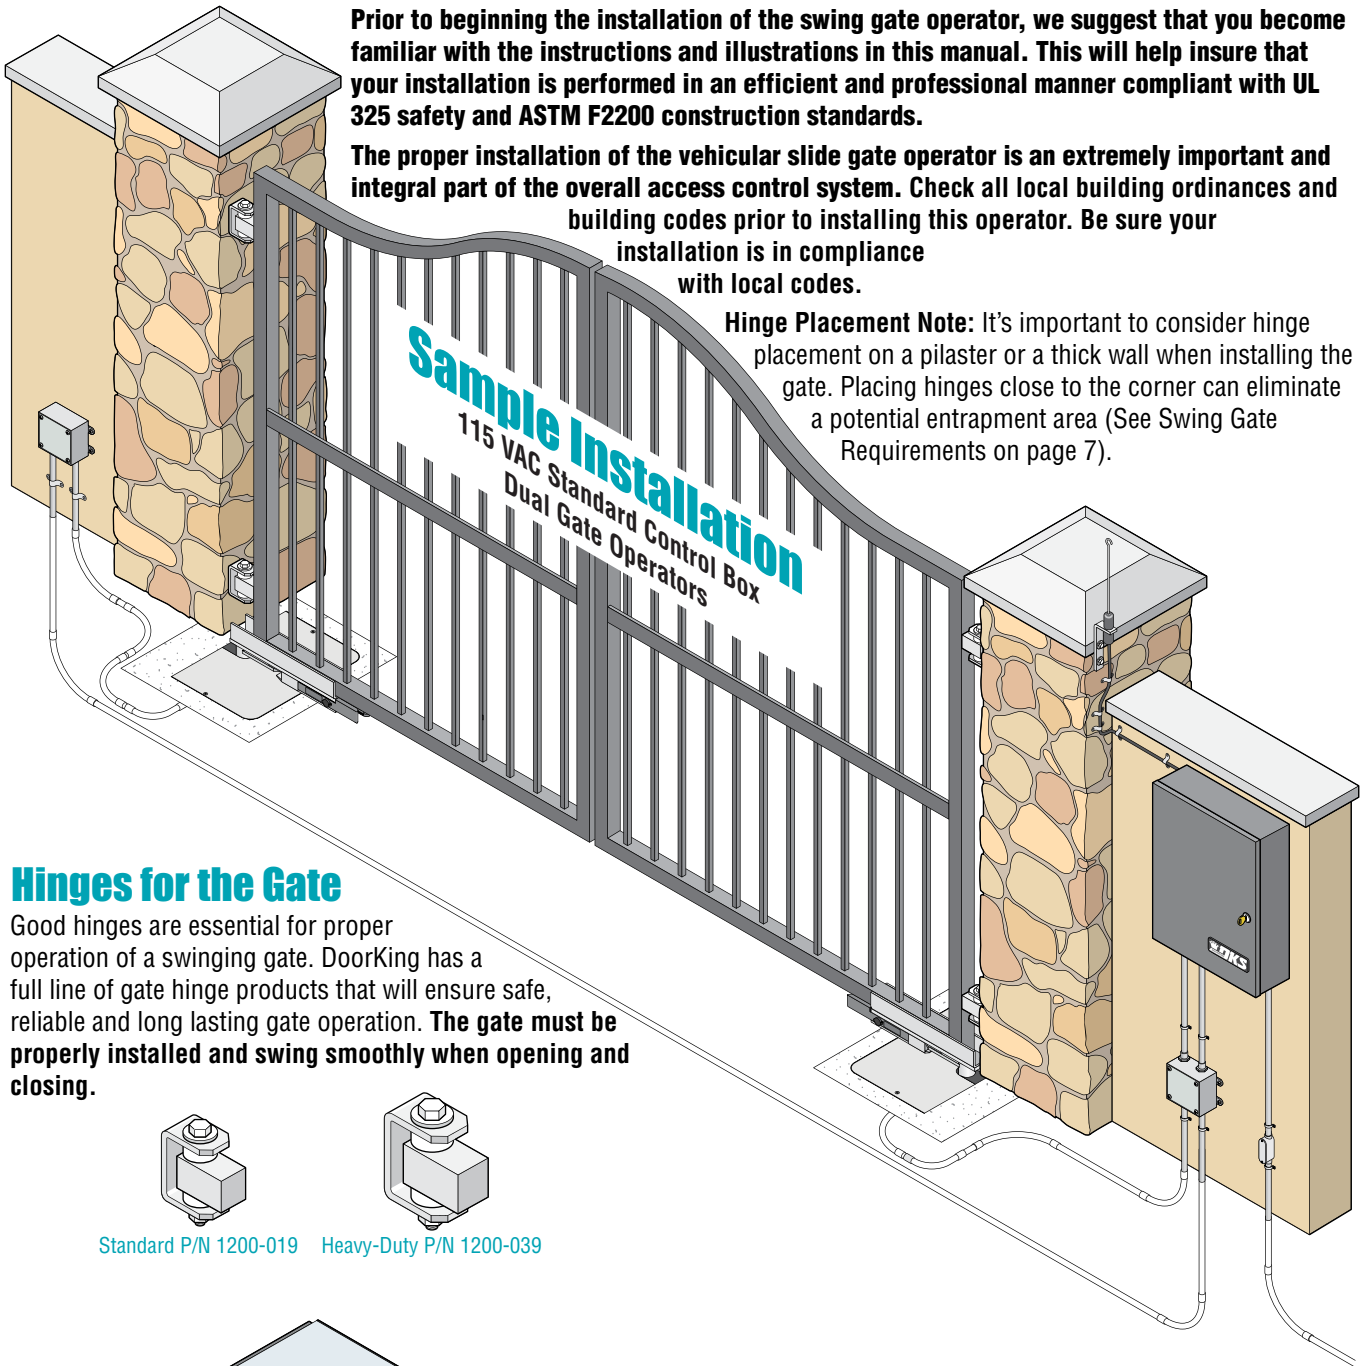 Prior to beginning the installation of the swing gate operator, we suggest that you become
familiar with the instructions and illustrations in this manual. This will help insure that
your installation is performed in an efficient and professional manner compliant with UL
325 safety and ASTM F2200 construction standards.
The proper installation of the vehicular slide gate operator is an extremely important and
integral part of the overall access control system. Check all local building ordinances and
building codes prior to installing this operator. Be sure your
installation is in compliance
with local codes.
Hinge Placement Note: It’s important to consider hinge
placement on a pilaster or a thick wall when installing the
gate. Placing hinges close to the corner can eliminate
a potential entrapment area (See Swing Gate
Requirements on page 7).
Sample Installation
115 VAC Standard Control Box
Dual Gate Operators
DKS
Hinges for the Gate
Good hinges are essential for proper
operation of a swinging gate. DoorKing has a
full line of gate hinge products that will ensure safe,
reliable and long lasting gate operation. The gate must be
properly installed and swing smoothly when opening and
closing.
Standard P/N 1200-019 Heavy-Duty P/N 1200-039